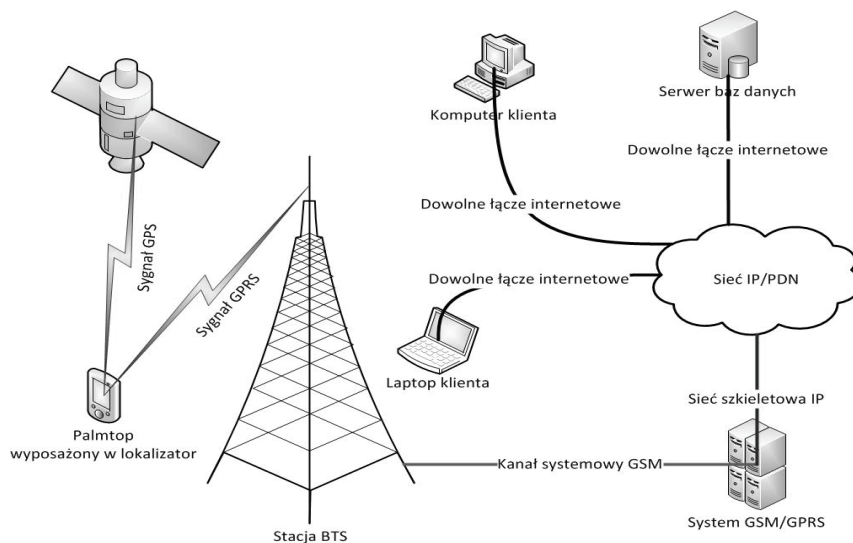 Komputer klienta
Serwer baz danych
Dowolne łącze internetowe
Dowolne łącze internetowe
Sygnał GPS
Sygnał GPRS
Dowolne łącze internetowe
Sieć IP/PDN
Laptop klienta
Sieć szkieletowa IP
Palmtop
wyposażony w lokalizator
Kanał systemowy GSM
System GSM/GPRS
Stacja BTS